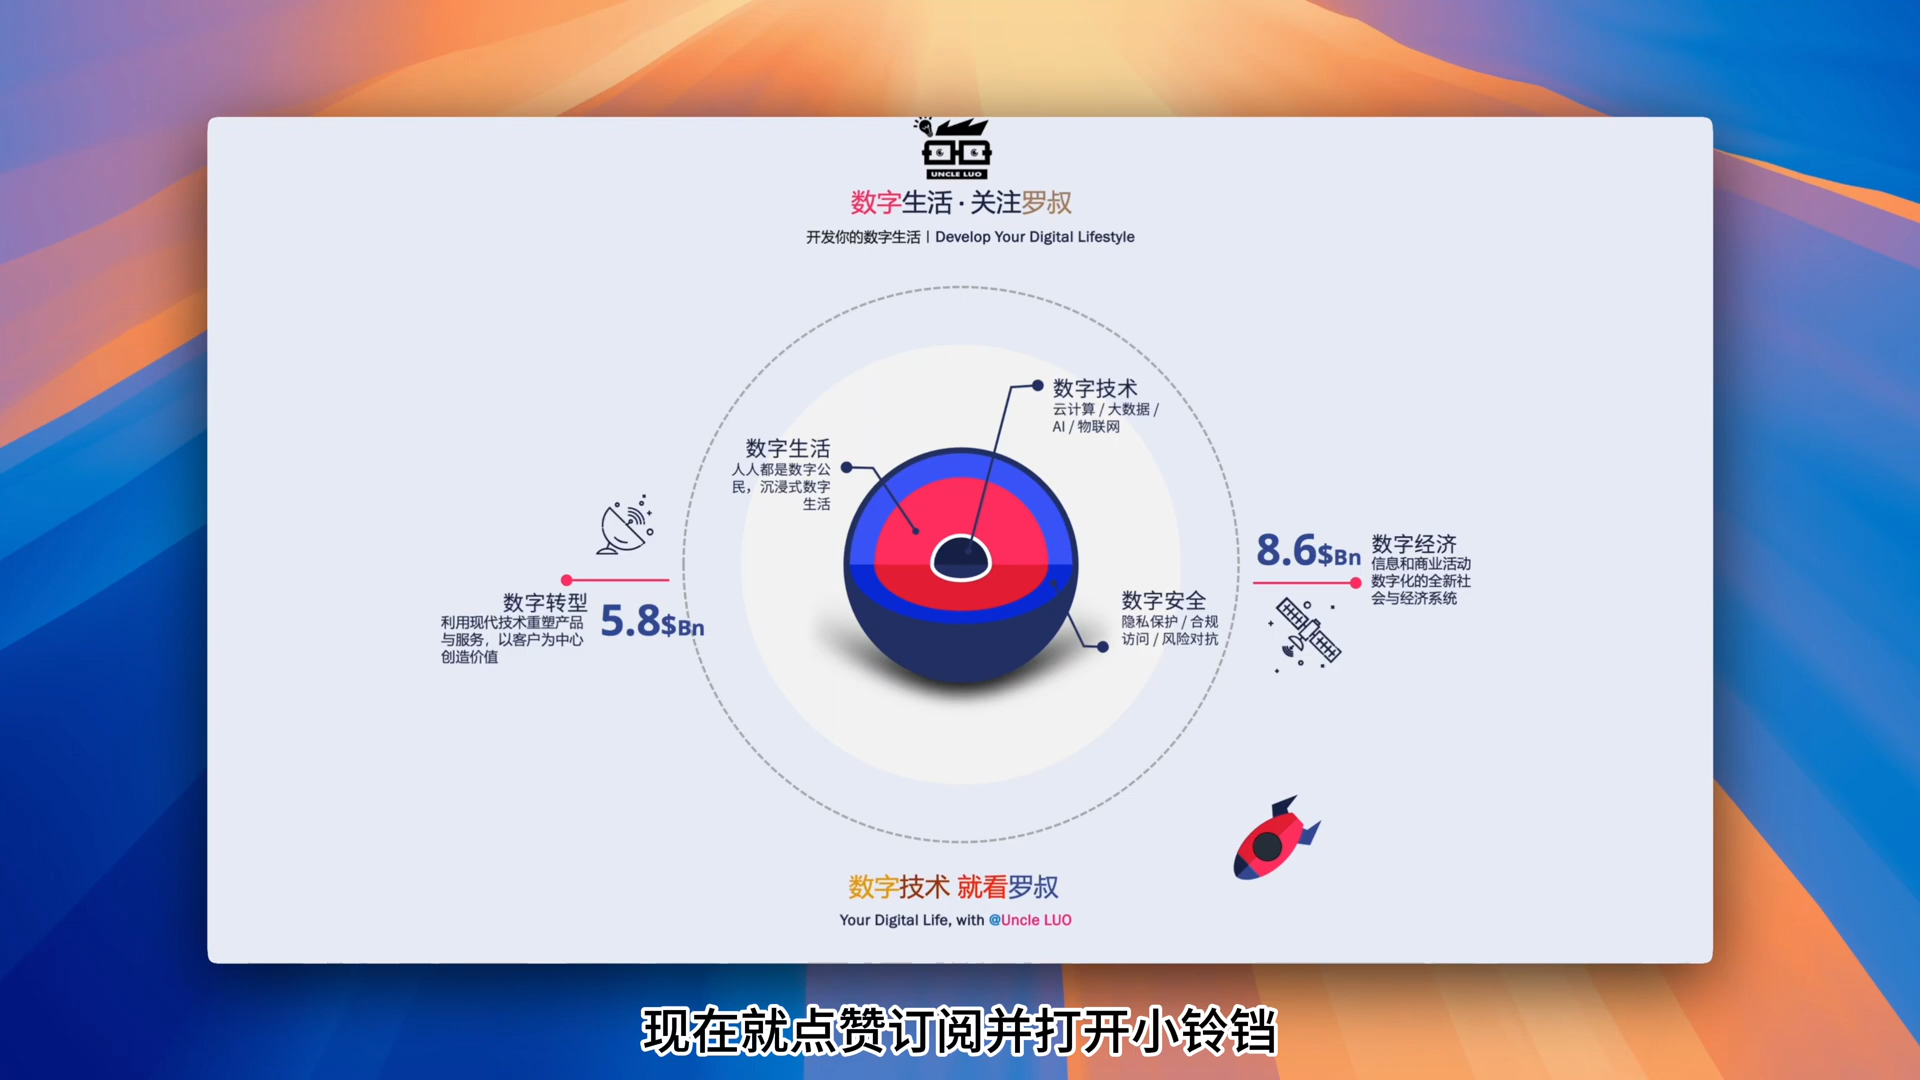 UNCLE LUO
数字生活·关注罗叔
开发你的数字生活 | Develop Your Digital Lifestyle
数字技术
云计算 / 大数据 /
AI / 物联网
数字生活
人人都是数字公
民，沉浸式数字
生活
8.6$Bn
数字经济
信息和商业活动
数字化的全新社
会与经济系统
数字转型
利用现代技术重塑产品
与服务，以客户为中心
创造价值
5.8$Bn
数字安全
隐私保护 / 合规
访问 / 风险对抗
数字技术 就看罗叔
Your Digital Life, with @Uncle LUO
现在就点赞订阅并打开小铃铛